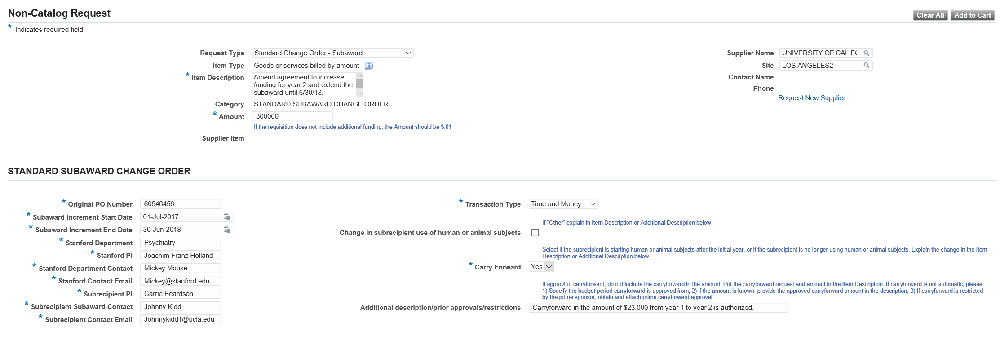 Non-Catalog Request
Clear All
Add to Cart
* Indicates required field
Request Type Standard Change Order - Subaward
Item Type Goods or services billed by amount
* Item Description Amend agreement to increase
funding for year 2 and extend the
subaward until 6/30/18.
Category STANDARD.SUBAWARD CHANGE ORDER
* Amount 300000
If the requisition does not include additional funding, the Amount should be $.01
Supplier Item
Supplier Name UNIVERSITY OF CALIF
Site LOS ANGELES2
Contact Name
Phone
Request New Supplier
STANDARD SUBAWARD CHANGE ORDER
* Original PO Number 60546456
* Subaward Increment Start Date 01-Jul-2017
* Subaward Increment End Date 30-Jun-2018
* Stanford Department Psychiatry
* Stanford PI Joachim Franz Holland
* Stanford Department Contact Mickey Mouse
* Stanford Contact Email Mickey@stanford.edu
* Subrecipient PI Carrie Beardson
* Subrecipient Subaward Contact Johnny Kidd
* Subrecipient Contact Email Johnnykidd1@ucla.edu
* Transaction Type Time and Money
If "Other" explain in Item Description or Additional Description below
Change in subrecipient use of human or animal subjects
Select if the subrecipient is starting human or animal subjects after the initial year, or if the subrecipient is no longer using human or animal subjects. Explain the change in the Item
Description or Additional Description below.
* Carry Forward Yes
If approving carryforward, do not include the carryforward in the amount. Put the carryforward request and amount in the Item Description. If carryforward is not automatic, please:
1) Specify the budget period carryforward is approved from, 2) if the amount is known, provide the approved carryforward amount in the description, 3) If carryforward is restricted
by the prime sponsor, obtain and attach prime carryforward approval.
Additional description/prior approvals/restrictions Carryforward in the amount of $23,000 from year 1 to year 2 is authorized.